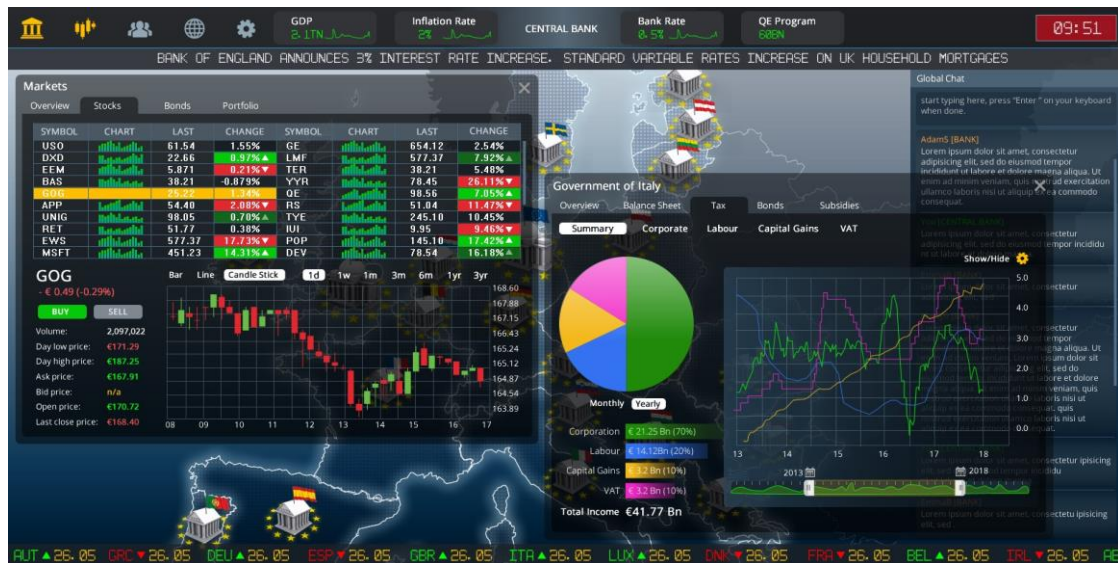 GDP
2.1TN
Inflation Rate
2%
CENTRAL BANK
Bank Rate
0.5%
QE Program
60BN
09:51
BANK OF ENGLAND ANNOUNCES 3% INTEREST RATE INCREASE. STANDARD VARIABLE RATES INCREASE ON UK HOUSEHOLD MORTGAGES
Markets
Overview Stocks Bonds Portfolio
SYMBOL CHART LAST CHANGE SYMBOL CHART LAST CHANGE
USO 61.54 1.55% GE 654.12 2.54%
DXD 22.66 0.97% ▲ LMF 577.37 7.92% ▲
EEM 5.871 0.21% ▼ TER 38.21 5.48%
BAS 38.21 -0.879% YYR 78.45 26.11% ▼
GOG 25.22 1.34% OE 98.56 7.05% ▲
APP 54.40 2.08% ▼ RS 51.04 11.47% ▼
UNIG 98.05 0.70% ▲ TYE 245.10 10.45%
RET 51.77 0.38% IUI 9.95 9.46% ▼
EWS 577.37 17.73% ▼ POP 145.10 17.42% ▲
MSFT 451.23 14.31% ▲ DEV 78.54 16.18% ▲
GOG
- € 0.49 (-0.29%)
BUY SELL
Volume: 2,097,022
Day low price: €171.29
Day high price: €187.25
Ask price: €167.91
Bid price: n/a
Open price: €170.72
Last close price: €168.40
Bar Line Candle Stick 1d 1w 1m 3m 6m 1yr 3yr
168.60
167.88
167.15
166.43
165.24
165.12
164.87
164.54
163.89
08 09 10 11 12 13 14 15 16 17
Government of Italy
Overview Balance Sheet Tax Bonds Subsidies
Summary Corporate Labour Capital Gains VAT
Show/Hide
5.0
4.0
3.0
2.0
1.0
0.0
13 14 15 16 17 18
2013 2018
Monthly Yearly
Corporation € 21.25 Bn (70%)
Labour € 14.12Bn (20%)
Capital Gains € 3.2 Bn (10%)
VAT € 3.2 Bn (10%)
Total Income €41.77 Bn
Global Chat
start typing here, press "Enter" on your keyboard
when done.
AdamS [BANK]
Lorem ipsum dolor sit amet, consectetur
adipisicing elit, sed do eiusmod tempor
incididunt ut labore et dolore magna aliqua. Ut
enim ad minim veniam, quis nostrud exercitation
ullamco laboris nisi ut aliquip ex ea commodo
consequat.
AUT ▲ 26.05 GRC ▼ 26.05 DEU ▲ 26.05 ESP ▼ 26.05 GBR ▲ 26.05 ITA ▲ 26.05 LUX ▲ 26.05 DNK ▼ 26.05 FRA ▼ 26.05 BEL ▲ 26.05 IRL ▼ 26.05